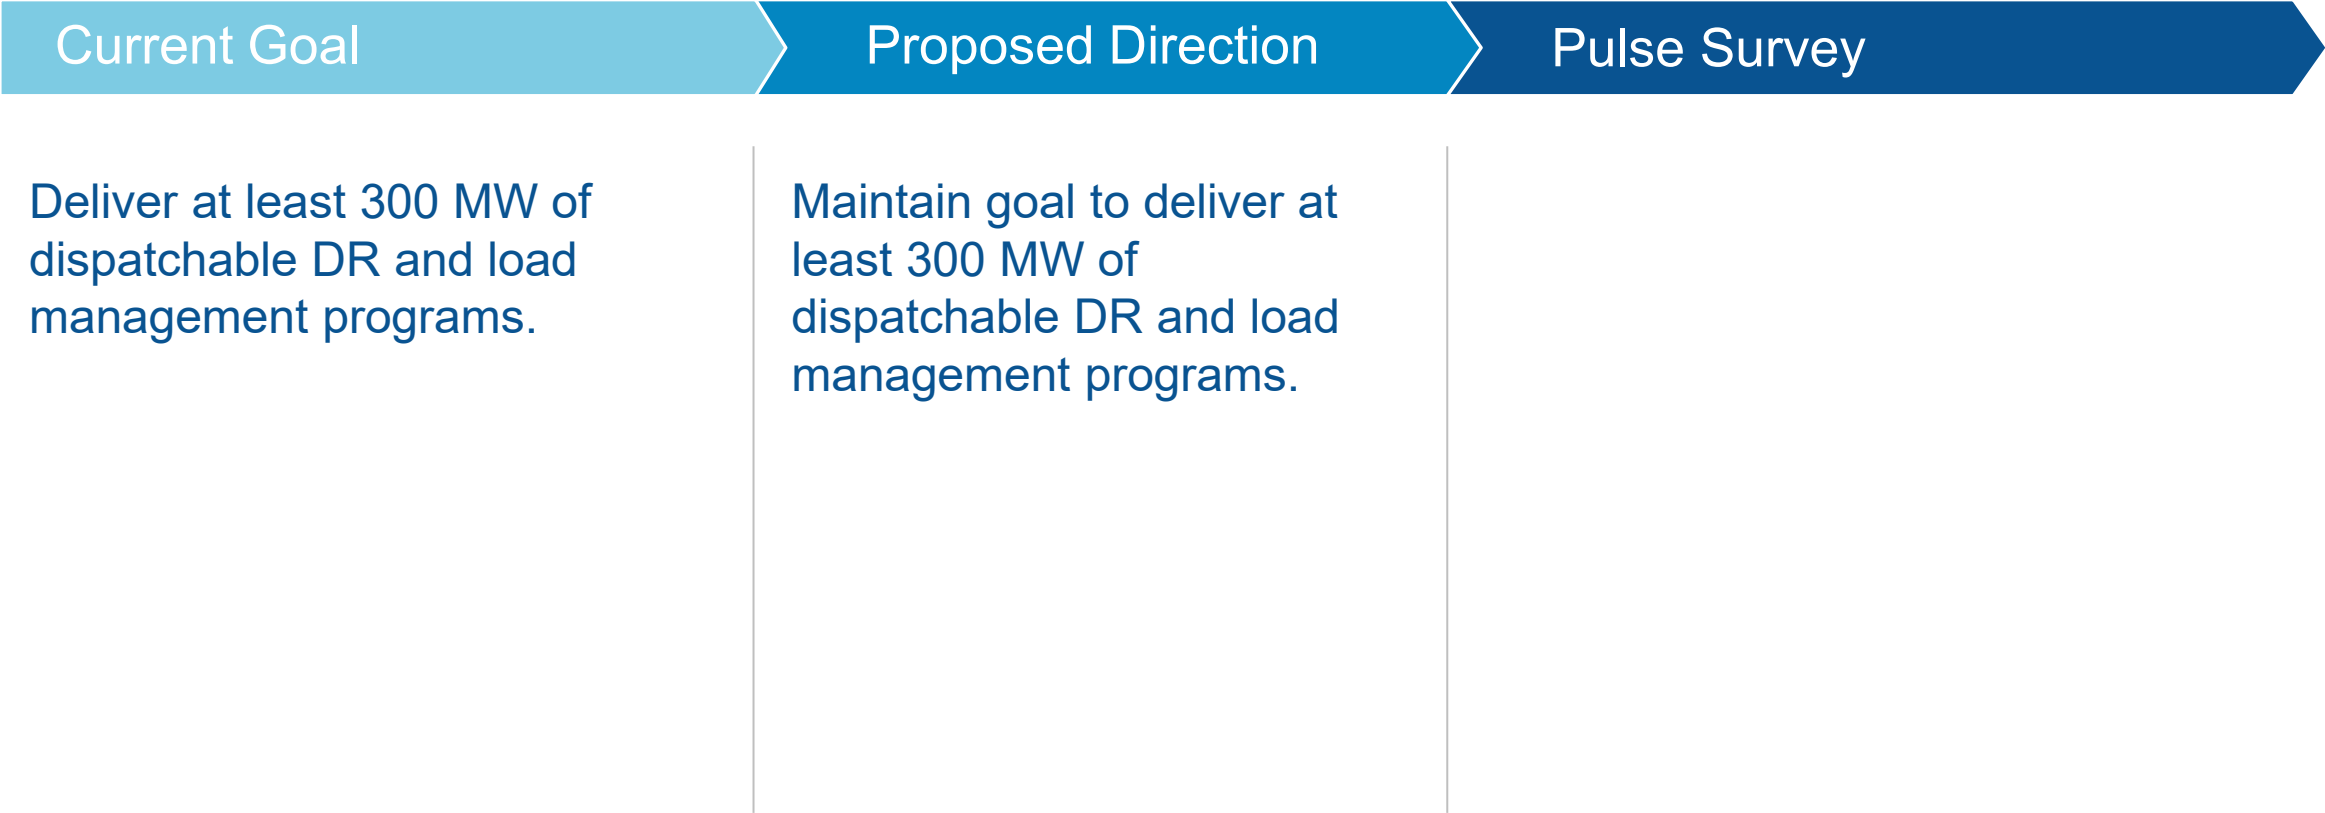 Current Goal
Proposed Direction
Pulse Survey
Deliver at least 300 MW of
dispatchable DR and load
management programs.
Maintain goal to deliver at
least 300 MW of
dispatchable DR and load
management programs.